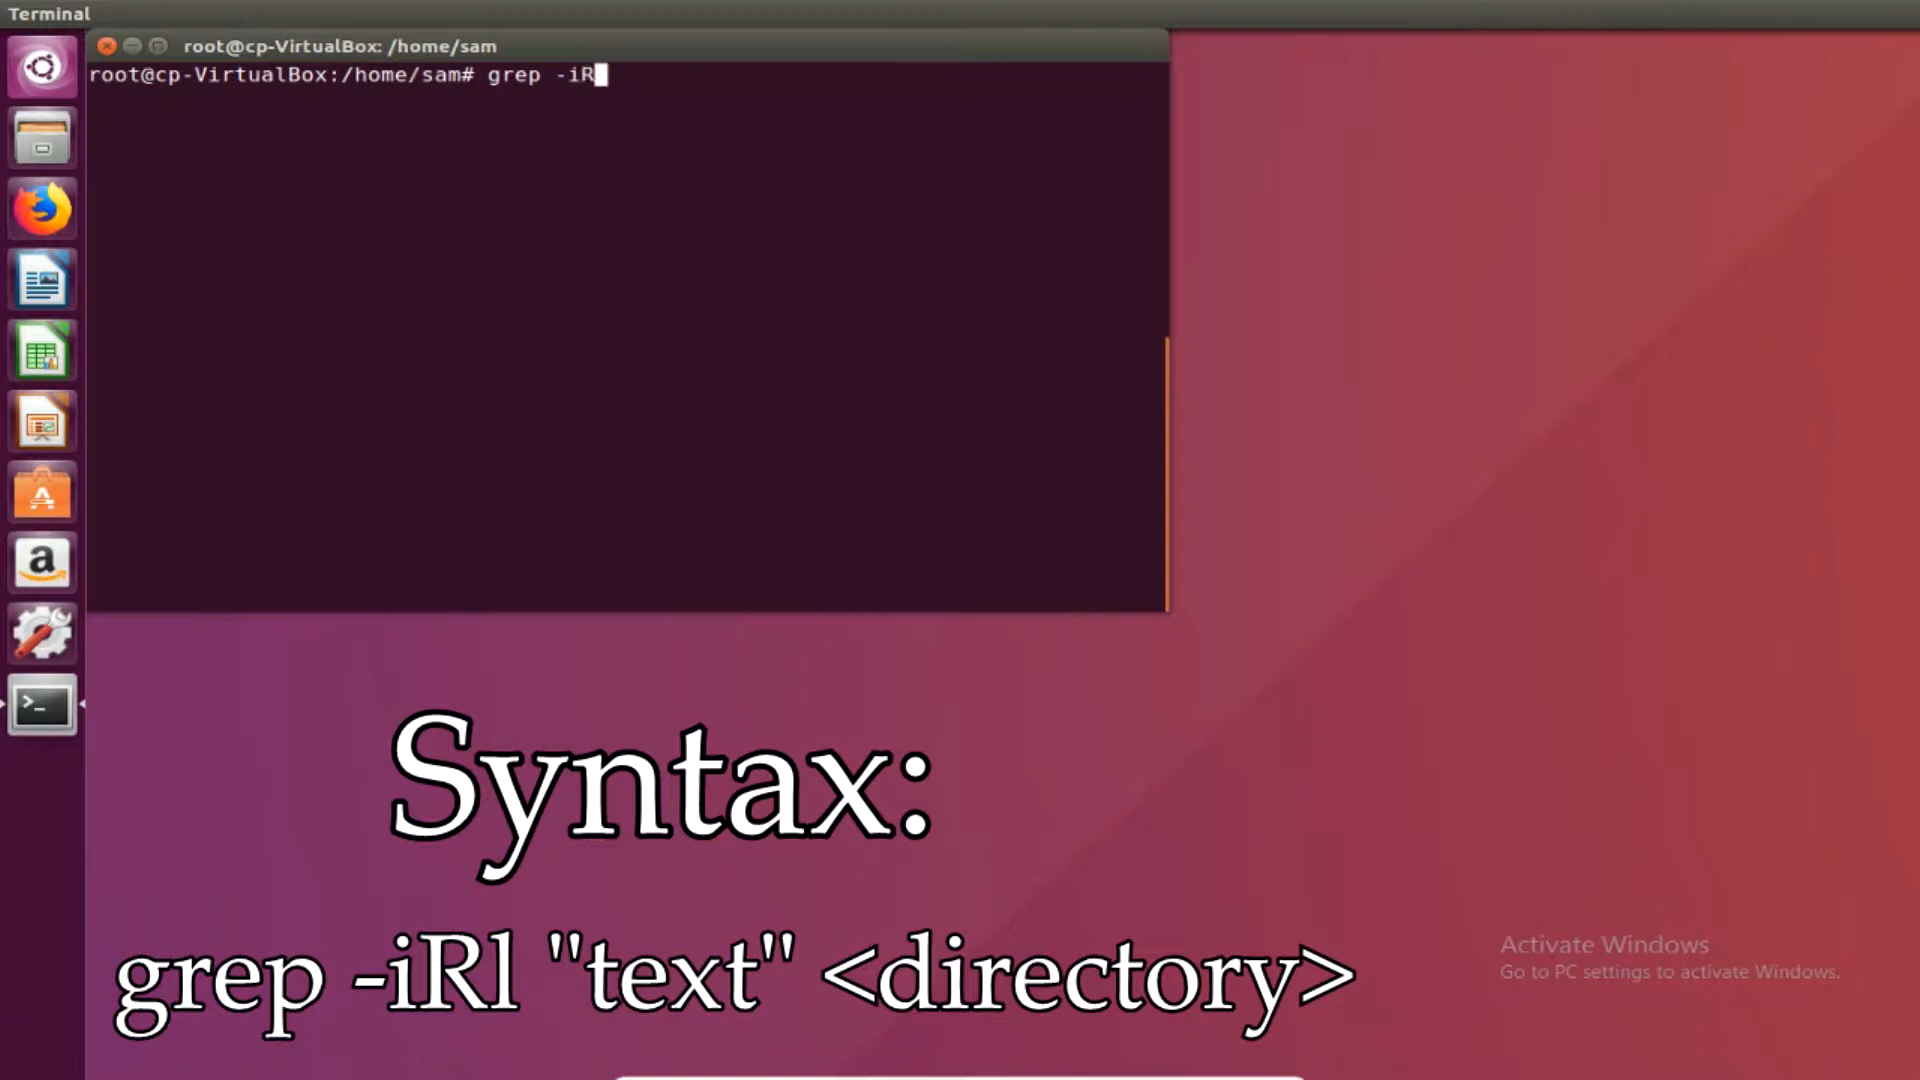 Terminal
root@cp-VirtualBox: /home/sam
root@cp-VirtualBox:/home/sam# grep -iR
Syntax:
grep -iRl "text" <directory>
Activate Windows
Go to PC settings to activate Windows.